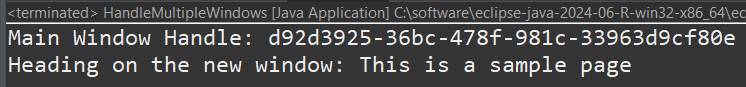 <terminated> HandleMultipleWindows [Java Application] C:\software\eclipse-java-2024-06-R-win32-x86_64\ec
Main Window Handle: d92d3925-36bc-478f-981c-33963d9cf80e
Heading on the new window: This is a sample page